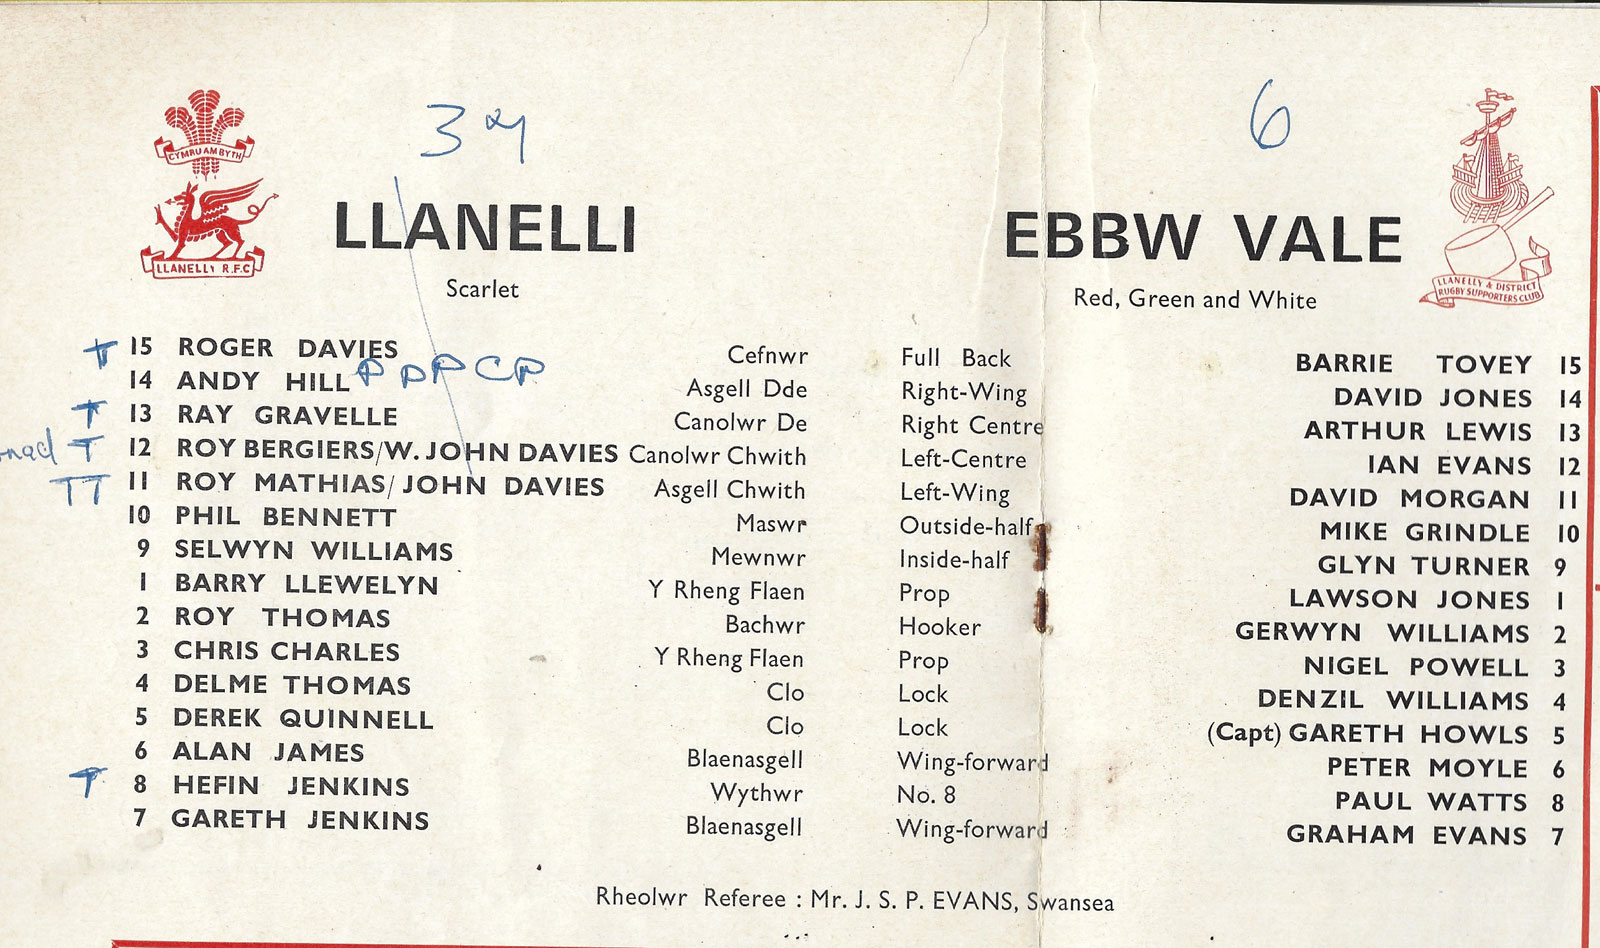 34 6
CYMRU AM BYTH
LLANELLY R.F.C
LLANELLI EBBW VALE
LLANELLY & DISTRICT
RUGBY SUPPORTERS CLUB
Scarlet Red, Green and White
T 15 ROGER DAVIES Cefnwr Full Back BARRIE TOVEY 15
14 ANDY HILL P P P C P Asgell Dde Right-Wing DAVID JONES 14
T 13 RAY GRAVELLE Canolwr De Right Centre ARTHUR LEWIS 13
T 12 ROY BERGIERS/W. JOHN DAVIES Canolwr Chwith Left-Centre IAN EVANS 12
TT 11 ROY MATHIAS/JOHN DAVIES Asgell Chwith Left-Wing DAVID MORGAN 11
10 PHIL BENNETT Maswr Outside-half MIKE GRINDLE 10
9 SELWYN WILLIAMS Mewnwr Inside-half GLYN TURNER 9
1 BARRY LLEWELYN Y Rheng Flaen Prop LAWSON JONES 1
2 ROY THOMAS Bachwr Hooker GERWYN WILLIAMS 2
3 CHRIS CHARLES Y Rheng Flaen Prop NIGEL POWELL 3
4 DELME THOMAS Clo Lock DENZIL WILLIAMS 4
5 DEREK QUINNELL Clo Lock (Capt) GARETH HOWLS 5
6 ALAN JAMES Blaenasgell Wing-forward PETER MOYLE 6
T 8 HEFIN JENKINS Wythwr No. 8 PAUL WATTS 8
7 GARETH JENKINS Blaenasgell Wing-forward GRAHAM EVANS 7
Rheolwr Referee : Mr. J. S. P. EVANS, Swansea